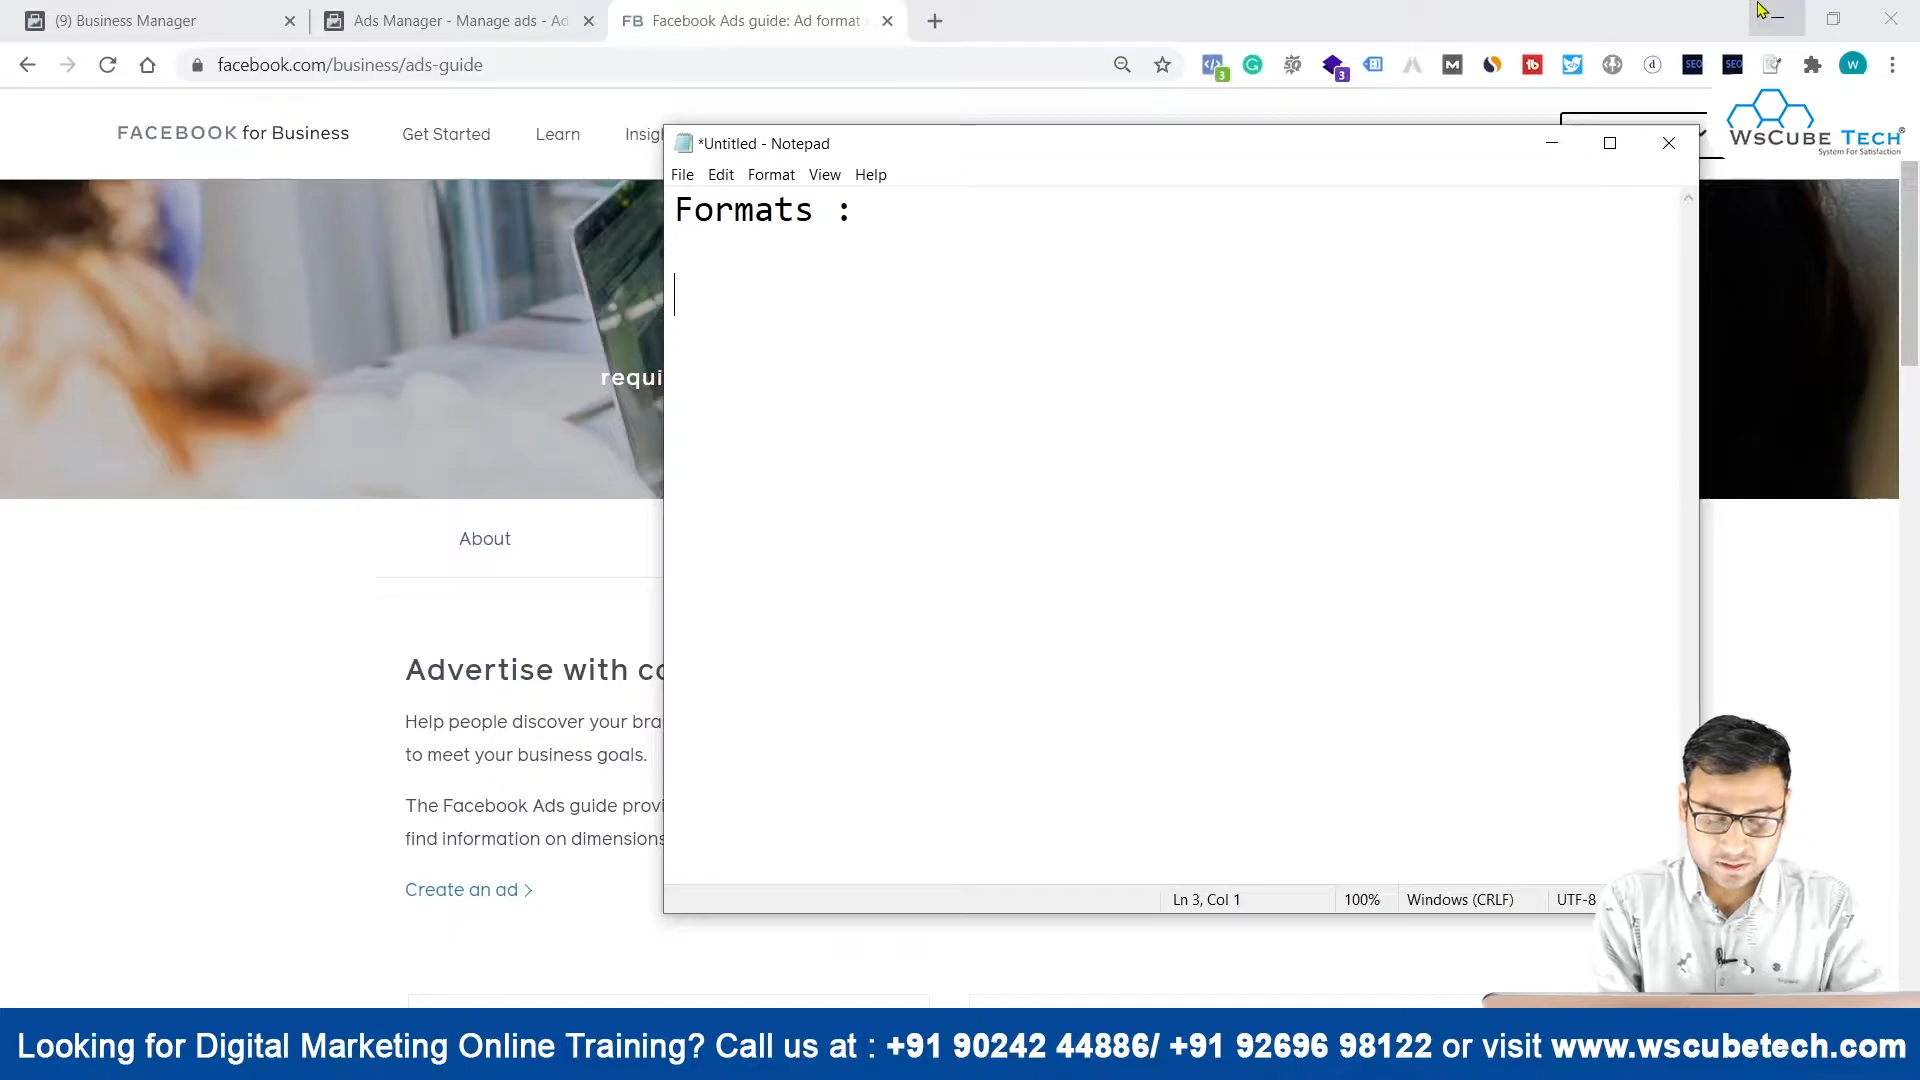 (9) Business Manager
Ads Manager - Manage ads - Ad
FB Facebook Ads guide: Ad format
facebook.com/business/ads-guide
FACEBOOK for Business
Get Started
Learn
Insig
WsCube Tech
System For Satisfaction
*Untitled - Notepad
File Edit Format View Help
Formats :
requi
About
Advertise with co
Help people discover your bra
to meet your business goals.
The Facebook Ads guide provi
find information on dimensions
Create an ad >
Ln 3, Col 1
100%
Windows (CRLF)
UTF-8
Looking for Digital Marketing Online Training? Call us at : +91 90242 44886/ +91 92696 98122 or visit www.wscubetech.com